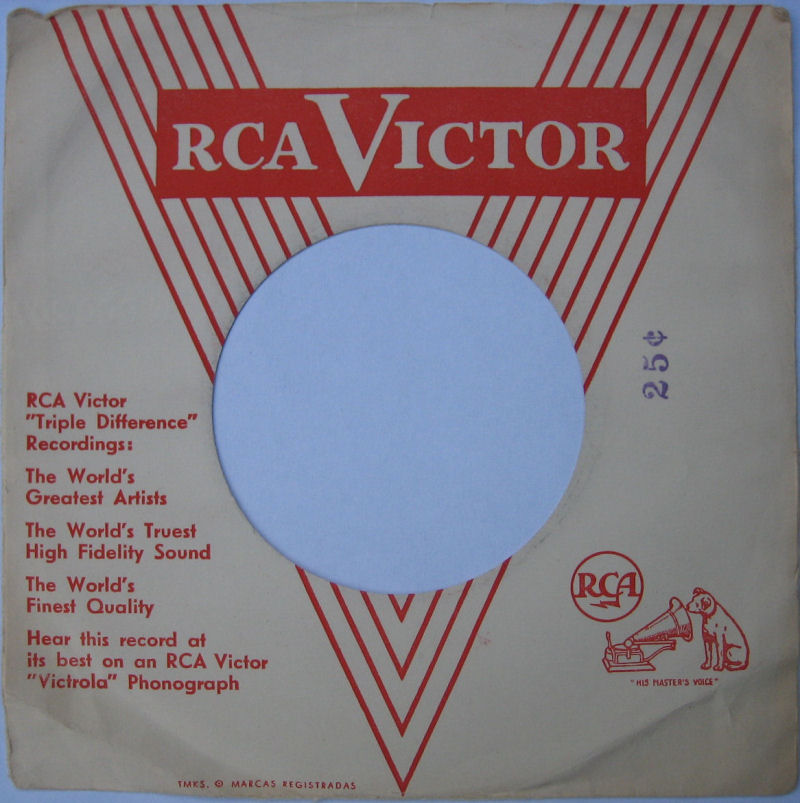 RCA VICTOR
25¢
RCA Victor
"Triple Difference"
Recordings:
The World's
Greatest Artists
The World's Truest
High Fidelity Sound
The World's
Finest Quality
Hear this record at
its best on an RCA Victor
"Victrola" Phonograph
RCA
"HIS MASTER'S VOICE"
TMKS. © MARCAS REGISTRADAS